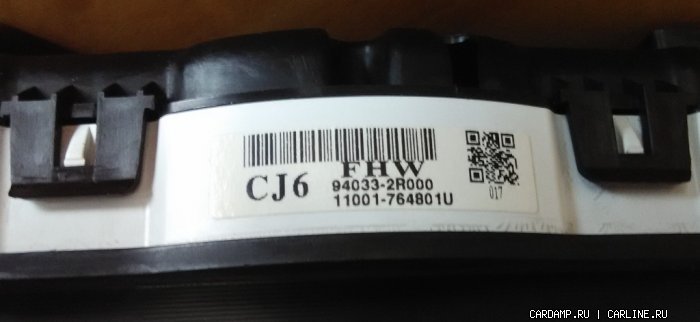 FHW
CJ6
94033-2R000
11001-764801U
017
CARDAMP.RU | CARLINE.RU